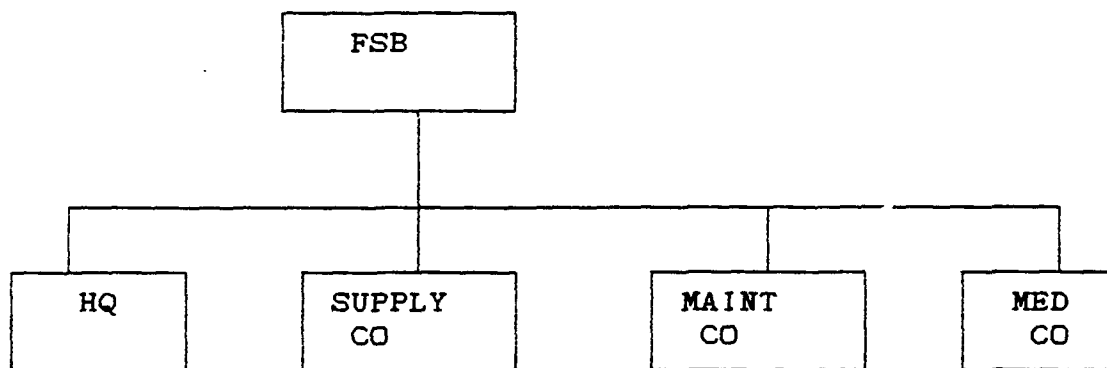 FSB
HQ
SUPPLY
CO
MAINT
CO
MED
CO